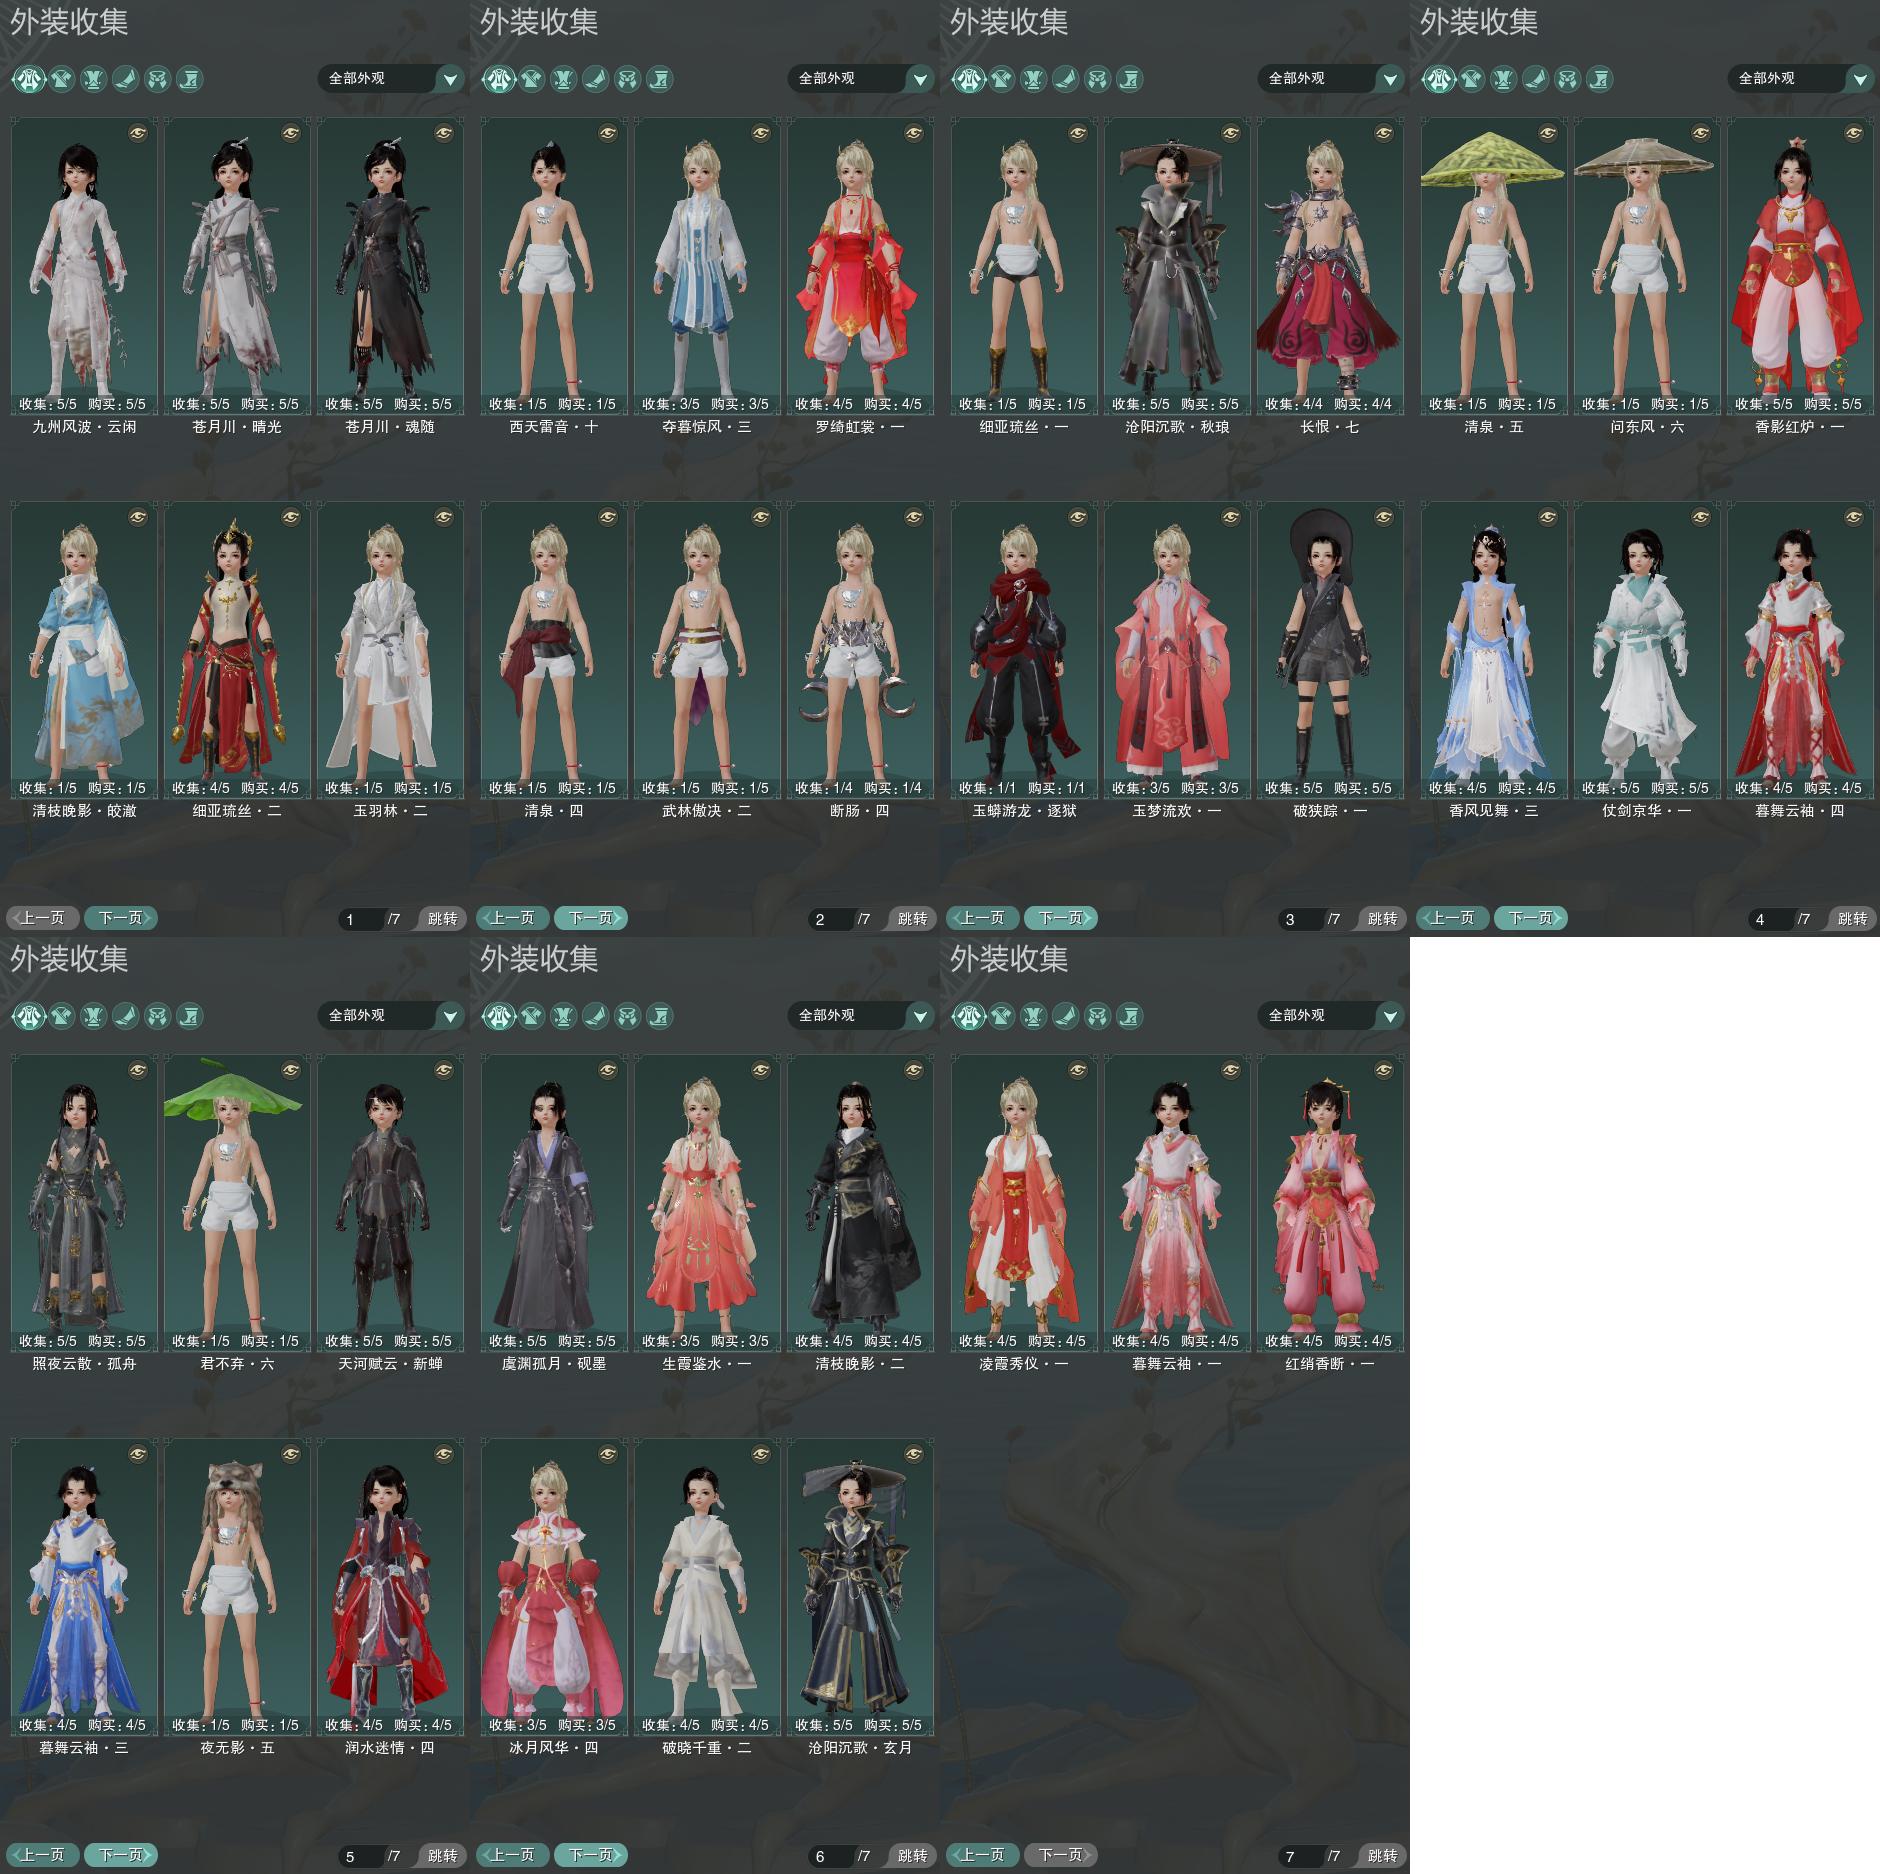 外装收集
全部外观
收集:5/5 购买:5/5
九州风波·云闲
收集:5/5 购买:5/5
苍月川·晴光
收集:5/5 购买:5/5
苍月川·魂随
收集:1/5 购买:1/5
清枝晚影·皎澈
收集:4/5 购买:4/5
细亚琉丝·二
收集:1/5 购买:1/5
玉羽林·二
上一页 下一页 1 /7 跳转
外装收集
全部外观
收集:1/5 购买:1/5
西天雷音·十
收集:3/5 购买:3/5
夺暮惊风·三
收集:4/5 购买:4/5
罗绮虹裳·一
收集:1/5 购买:1/5
清泉·四
收集:1/5 购买:1/5
武林傲决·二
收集:1/4 购买:1/4
断肠·四
上一页 下一页 2 /7 跳转
外装收集
全部外观
收集:1/5 购买:1/5
细亚琉丝·一
收集:5/5 购买:5/5
沧阳沉歌·秋琅
收集:4/4 购买:4/4
长恨·七
收集:1/1 购买:1/1
玉蟒游龙·逐狱
收集:3/5 购买:3/5
玉梦流欢·一
收集:5/5 购买:5/5
破狭踪·一
上一页 下一页 3 /7 跳转
外装收集
全部外观
收集:1/5 购买:1/5
清泉·五
收集:1/5 购买:1/5
问东风·六
收集:5/5 购买:5/5
香影红炉·一
收集:4/5 购买:4/5
香风见舞·三
收集:5/5 购买:5/5
仗剑京华·一
收集:4/5 购买:4/5
暮舞云袖·四
上一页 下一页 4 /7 跳转
外装收集
全部外观
收集:5/5 购买:5/5
照夜云散·孤舟
收集:1/5 购买:1/5
君不弃·六
收集:5/5 购买:5/5
天河赋云·新蝉
收集:4/5 购买:4/5
暮舞云袖·三
收集:1/5 购买:1/5
夜无影·五
收集:4/5 购买:4/5
润水迷情·四
上一页 下一页 5 /7 跳转
外装收集
全部外观
收集:5/5 购买:5/5
虞渊孤月·砚墨
收集:3/5 购买:3/5
生霞鉴水·一
收集:4/5 购买:4/5
清枝晚影·二
收集:3/5 购买:3/5
冰月风华·四
收集:4/5 购买:4/5
破晓千重·二
收集:5/5 购买:5/5
沧阳沉歌·玄月
上一页 下一页 6 /7 跳转
外装收集
全部外观
收集:4/5 购买:4/5
凌霞秀仪·一
收集:4/5 购买:4/5
暮舞云袖·一
收集:4/5 购买:4/5
红绡香断·一
上一页 下一页 7 /7 跳转